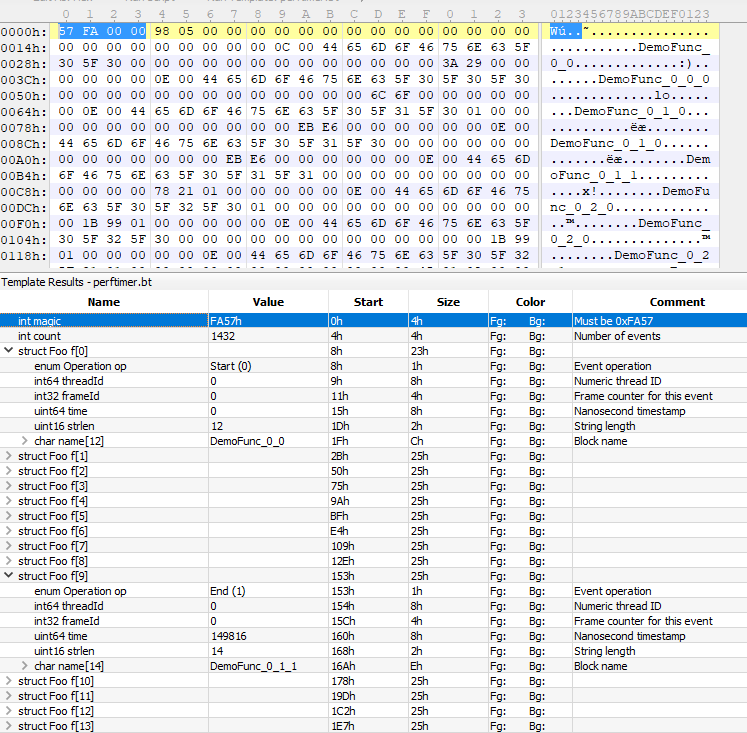 0 1 2 3 4 5 6 7 8 9 A B C D E F 0 1 2 3 0123456789ABCDEF0123
0000h: 57 FA 00 00 98 05 00 00 00 00 00 00 00 00 00 00 00 00 00 00 Wú..˜...............
0014h: 00 00 00 00 00 00 00 00 00 0C 00 44 65 6D 6F 46 75 6E 63 5F ...........DemoFunc_
0028h: 30 5F 30 00 00 00 00 00 00 00 00 00 00 00 00 00 3A 29 00 00 0_0.............:)..
003Ch: 00 00 00 00 0E 00 44 65 6D 6F 46 75 6E 63 5F 30 5F 30 5F 30 ......DemoFunc_0_0_0
0050h: 00 00 00 00 00 00 00 00 00 00 00 00 00 6C 6F 00 00 00 00 00 .............lo.....
0064h: 00 0E 00 44 65 6D 6F 46 75 6E 63 5F 30 5F 31 5F 30 01 00 00 ...DemoFunc_0_1_0...
0078h: 00 00 00 00 00 00 00 00 00 00 EB E6 00 00 00 00 00 00 0E 00 ..........ëæ........
008Ch: 44 65 6D 6F 46 75 6E 63 5F 30 5F 31 5F 30 00 00 00 00 00 00 DemoFunc_0_1_0......
00A0h: 00 00 00 00 00 00 00 EB E6 00 00 00 00 00 00 0E 00 44 65 6D .......ëæ........Dem
00B4h: 6F 46 75 6E 63 5F 30 5F 31 5F 31 00 00 00 00 00 00 00 00 00 oFunc_0_1_1.........
00C8h: 00 00 00 00 78 21 01 00 00 00 00 00 0E 00 44 65 6D 6F 46 75 ....x!........DemoFu
00DCh: 6E 63 5F 30 5F 32 5F 30 01 00 00 00 00 00 00 00 00 00 00 00 nc_0_2_0............
00F0h: 00 1B 99 01 00 00 00 00 00 0E 00 44 65 6D 6F 46 75 6E 63 5F ..™........DemoFunc_
0104h: 30 5F 32 5F 30 00 00 00 00 00 00 00 00 00 00 00 00 00 1B 99 0_2_0..............™
0118h: 01 00 00 00 00 00 0E 00 44 65 6D 6F 46 75 6E 63 5F 30 5F 32 ........DemoFunc_0_2
Template Results - perftimer.bt
Name Value Start Size Color Comment
int magic FA57h 0h 4h Fg: Bg: Must be 0xFA57
int count 1432 4h 4h Fg: Bg: Number of events
struct Foo f[0] 8h 23h Fg: Bg:
enum Operation op Start (0) 8h 1h Fg: Bg: Event operation
int64 threadId 0 9h 8h Fg: Bg: Numeric thread ID
int32 frameId 0 11h 4h Fg: Bg: Frame counter for this event
uint64 time 0 15h 8h Fg: Bg: Nanosecond timestamp
uint16 strlen 12 1Dh 2h Fg: Bg: String length
char name[12] DemoFunc_0_0 1Fh Ch Fg: Bg: Block name
struct Foo f[1] 2Bh 25h Fg: Bg:
struct Foo f[2] 50h 25h Fg: Bg:
struct Foo f[3] 75h 25h Fg: Bg:
struct Foo f[4] 9Ah 25h Fg: Bg:
struct Foo f[5] BFh 25h Fg: Bg:
struct Foo f[6] E4h 25h Fg: Bg:
struct Foo f[7] 109h 25h Fg: Bg:
struct Foo f[8] 12Eh 25h Fg: Bg:
struct Foo f[9] 153h 25h Fg: Bg:
enum Operation op End (1) 153h 1h Fg: Bg: Event operation
int64 threadId 0 154h 8h Fg: Bg: Numeric thread ID
int32 frameId 0 15Ch 4h Fg: Bg: Frame counter for this event
uint64 time 149816 160h 8h Fg: Bg: Nanosecond timestamp
uint16 strlen 14 168h 2h Fg: Bg: String length
char name[14] DemoFunc_0_1_1 16Ah Eh Fg: Bg: Block name
struct Foo f[10] 178h 25h Fg: Bg:
struct Foo f[11] 19Dh 25h Fg: Bg:
struct Foo f[12] 1C2h 25h Fg: Bg:
struct Foo f[13] 1E7h 25h Fg: Bg: